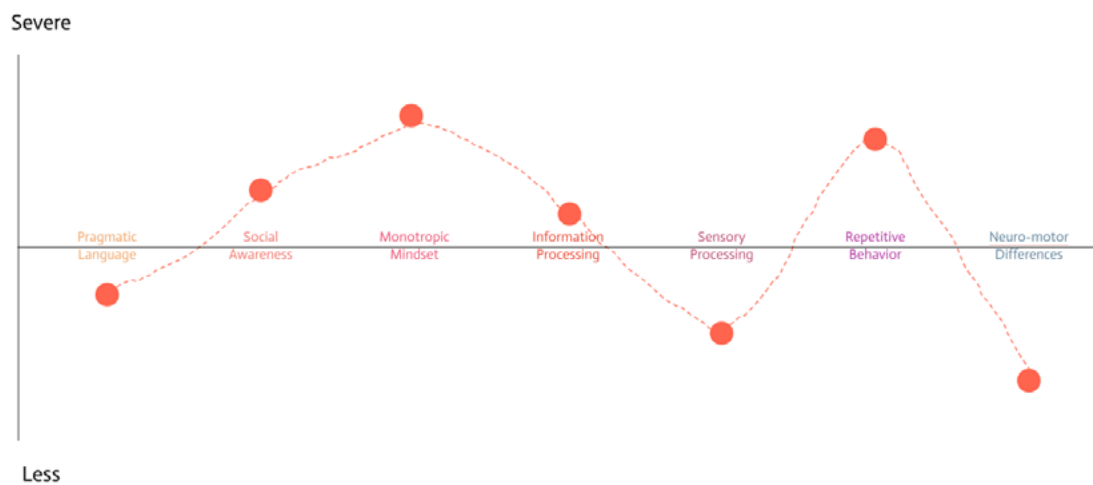 Severe
Pragmatic
Language
Social
Awareness
Monotropic
Mindset
Information
Processing
Sensory
Processing
Repetitive
Behavior
Neuro-motor
Differences
Less